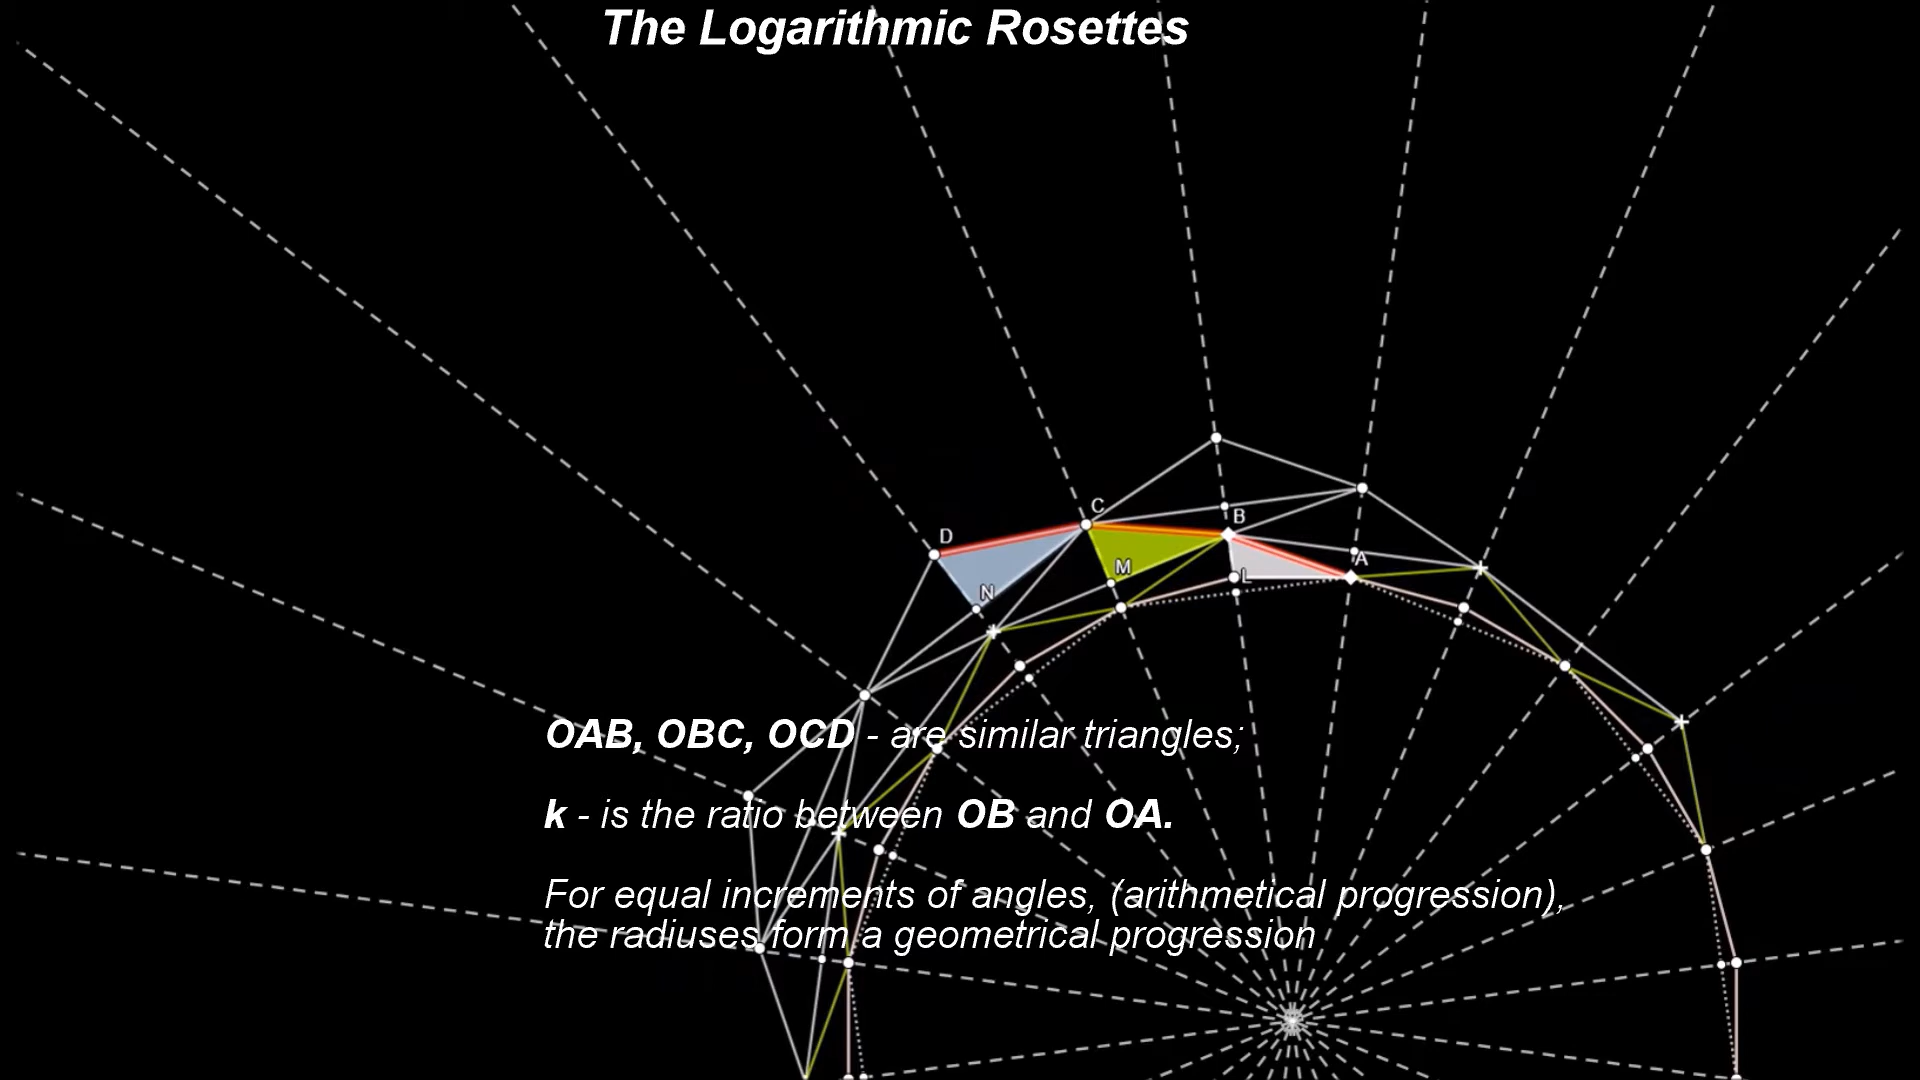 The Logarithmic Rosettes
C
B
D
A
M
L
N
OAB, OBC, OCD - are similar triangles;
k - is the ratio between OB and OA.
For equal increments of angles, (arithmetical progression),
the radiuses form a geometrical progression